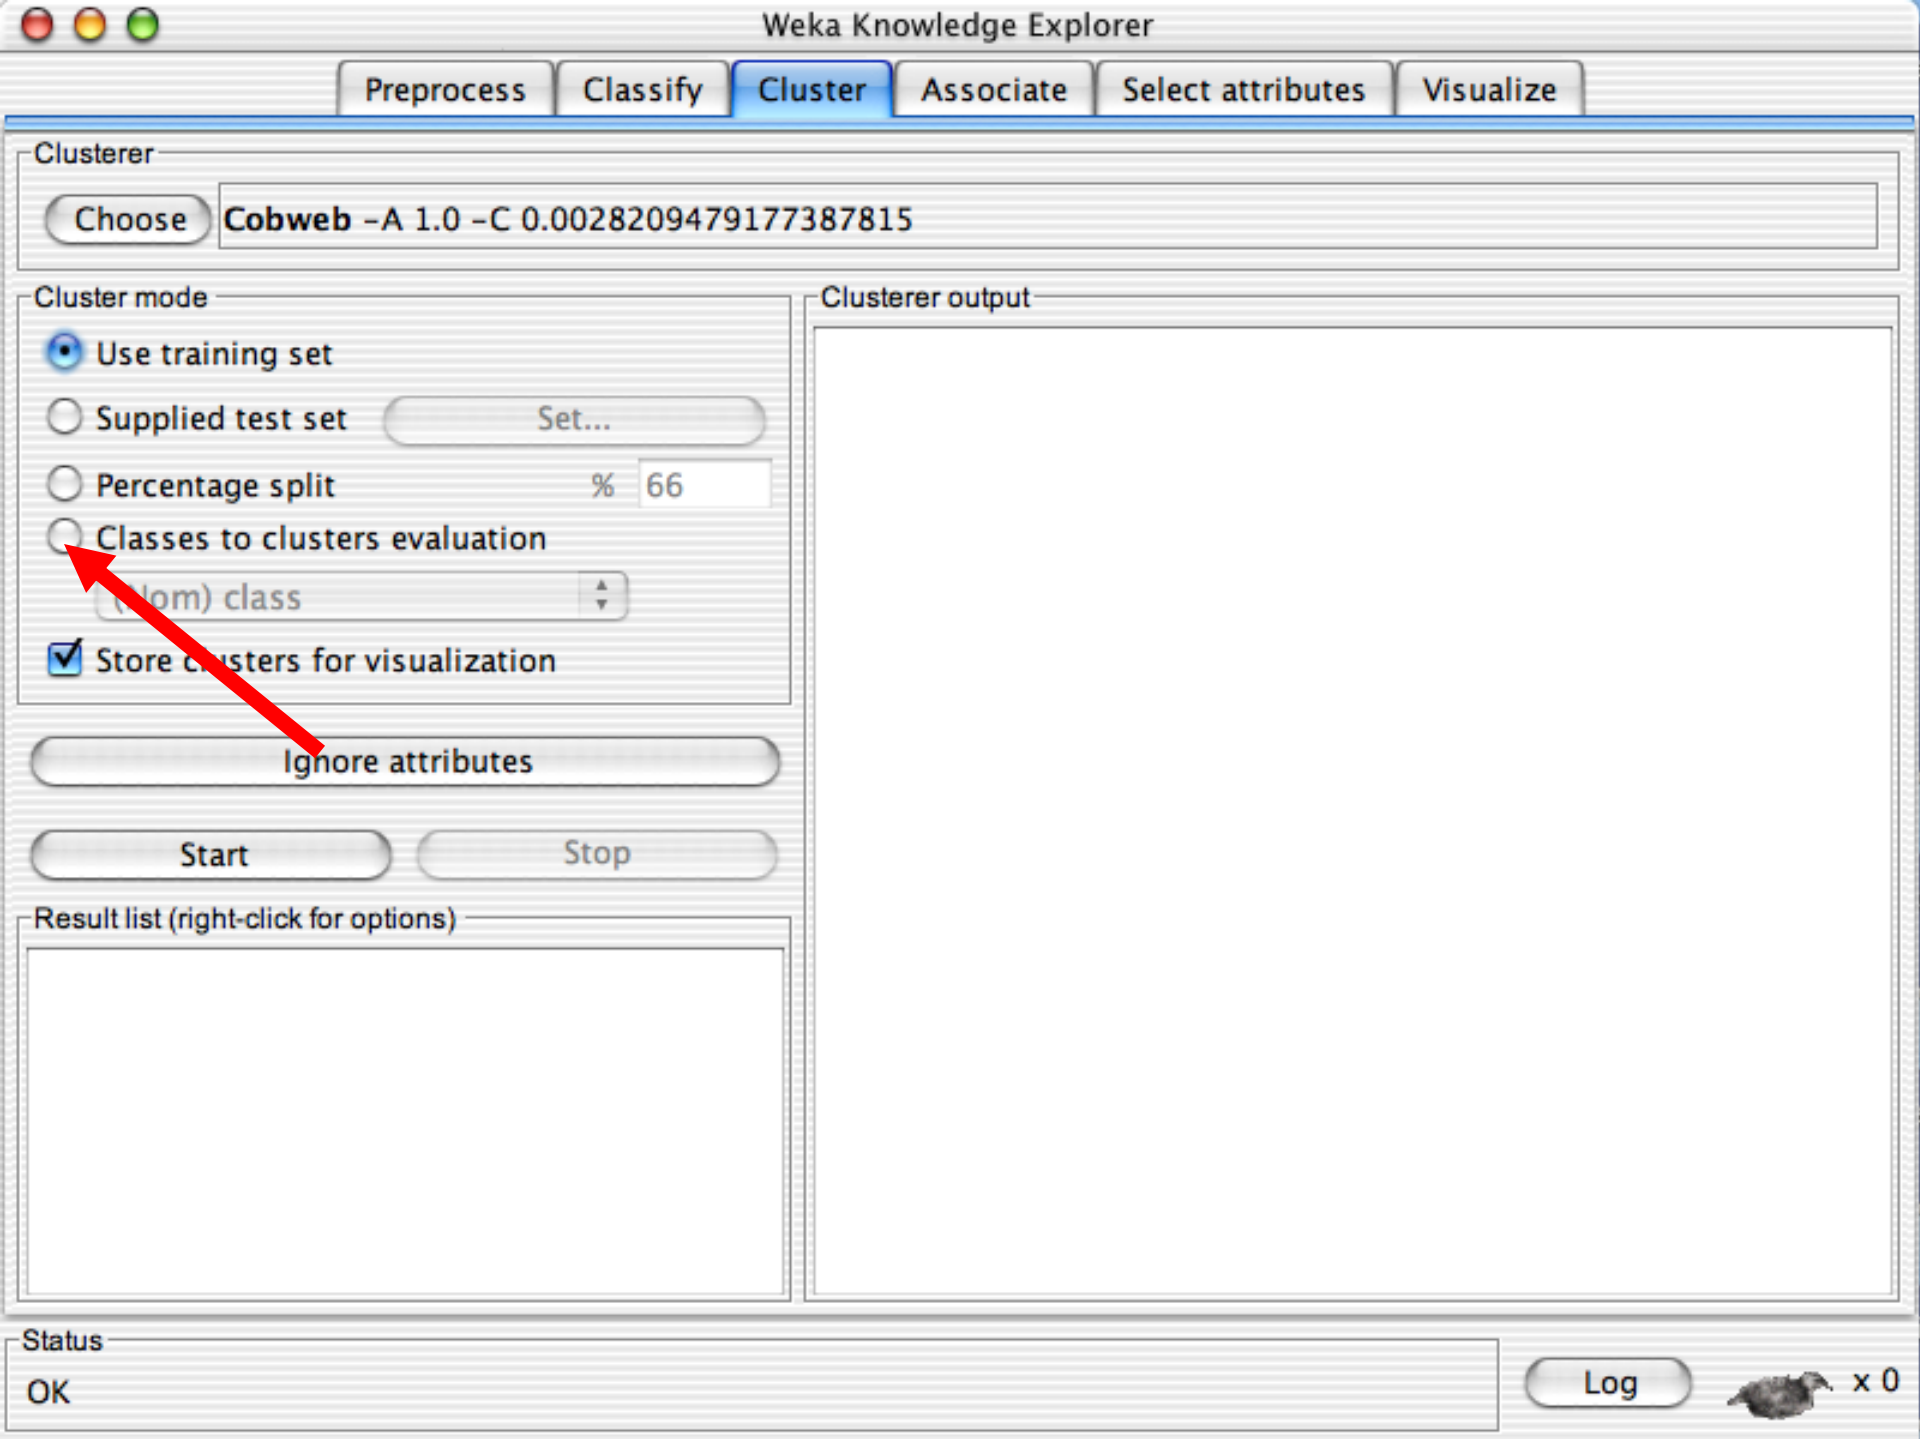 Weka Knowledge Explorer
Preprocess Classify Cluster Associate Select attributes Visualize
Clusterer
Choose Cobweb -A 1.0 -C 0.0028209479177387815
Cluster mode
Use training set
Supplied test set Set...
Percentage split % 66
Classes to clusters evaluation
(Nom) class
Store clusters for visualization
Ignore attributes
Start Stop
Result list (right-click for options)
Clusterer output
Status
OK
Log x 0